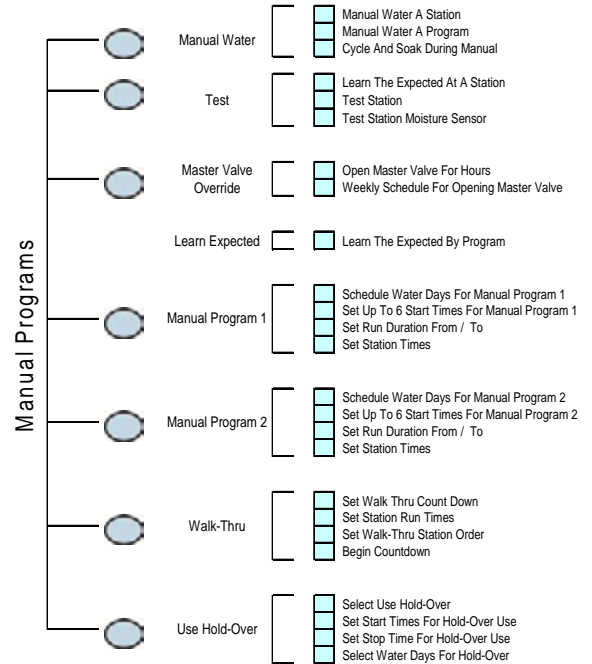 Manual Programs
Manual Water
Manual Water A Station
Manual Water A Program
Cycle And Soak During Manual
Test
Learn The Expected At A Station
Test Station
Test Station Moisture Sensor
Master Valve
Override
Open Master Valve For Hours
Weekly Schedule For Opening Master Valve
Learn Expected
Learn The Expected By Program
Manual Program 1
Schedule Water Days For Manual Program 1
Set Up To 6 Start Times For Manual Program 1
Set Run Duration From / To
Set Station Times
Manual Program 2
Schedule Water Days For Manual Program 2
Set Up To 6 Start Times For Manual Program 2
Set Run Duration From / To
Set Station Times
Walk-Thru
Set Walk Thru Count Down
Set Station Run Times
Set Walk-Thru Station Order
Begin Countdown
Use Hold-Over
Select Use Hold-Over
Set Start Times For Hold-Over Use
Set Stop Time For Hold-Over Use
Select Water Days For Hold-Over